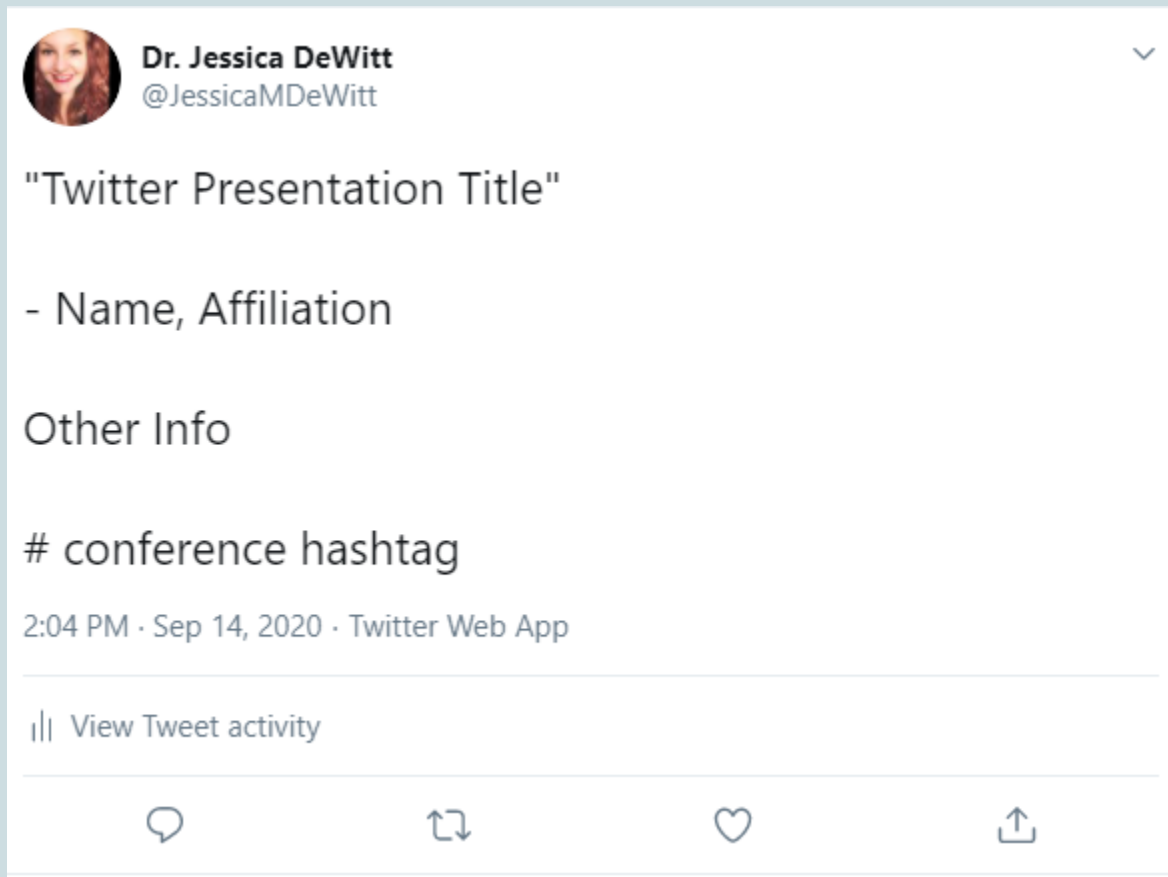 Dr. Jessica DeWitt
@JessicaMDeWitt
"Twitter Presentation Title"
- Name, Affiliation
Other Info
# conference hashtag
2:04 PM · Sep 14, 2020 · Twitter Web App
View Tweet activity